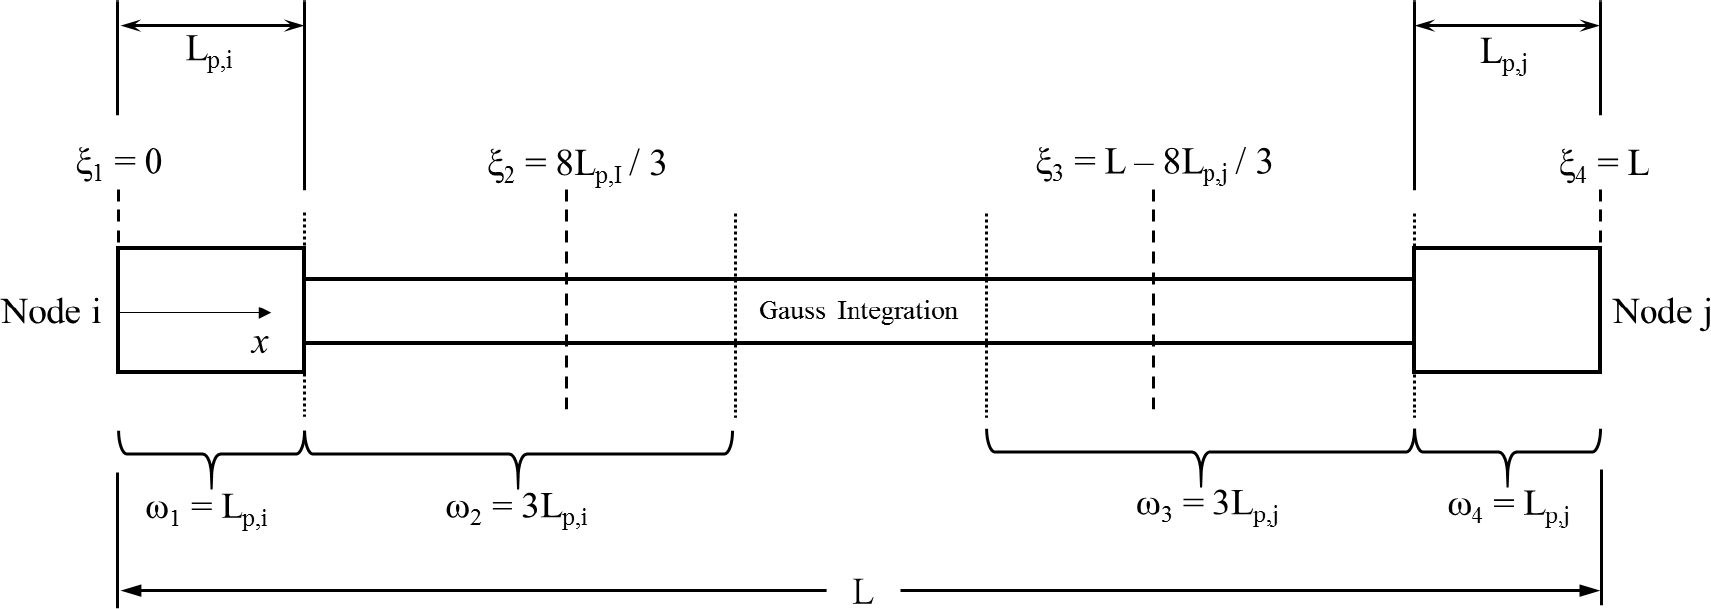 Lp,i
Lp,j
ξ1 = 0
ξ2 = 8Lp,I / 3
ξ3 = L – 8Lp,j / 3
ξ4 = L
Node i
x
Gauss Integration
Node j
ω1 = Lp,i
ω2 = 3Lp,i
ω3 = 3Lp,j
ω4 = Lp,j
L